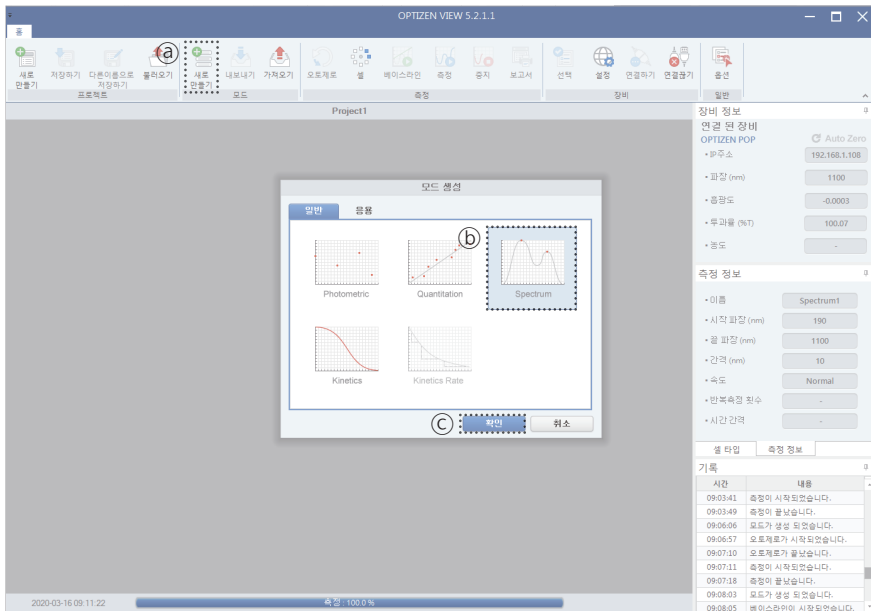 OPTIZEN VIEW 5.2.1.1
홈
ⓐ
새로
만들기
저장하기
다른이름으로
저장하기
불러오기
새로
만들기
내보내기
가져오기
오토제로
셀
베이스라인
측정
중지
보고서
선택
설정
연결하기
연결끊기
옵션
프로젝트
모드
측정
장비
일반
Project1
장비 정보
연결 된 장비
OPTIZEN POP
Auto Zero
• IP주소 192.168.1.108
• 파장 (nm) 1100
• 흡광도 -0.0003
• 투과율 (%T) 100.07
• 농도 -
모드 생성
일반
응용
ⓑ
Photometric
Quantitation
Spectrum
Kinetics
Kinetics Rate
ⓒ
확인
취소
측정 정보
• 이름 Spectrum1
• 시작 파장 (nm) 190
• 끝 파장 (nm) 1100
• 간격 (nm) 10
• 속도 Normal
• 반복측정 횟수 -
• 시간 간격 -
셀 타입
측정 정보
기록
시간 내용
09:03:41 측정이 시작되었습니다.
09:03:49 측정이 끝났습니다.
09:06:06 모드가 생성 되었습니다.
09:06:57 오토제로가 시작되었습니다.
09:07:10 오토제로가 끝났습니다.
09:07:11 측정이 시작되었습니다.
09:07:18 측정이 끝났습니다.
09:08:03 모드가 생성 되었습니다.
09:08:05 베이스라인이 시작되었습니다.
2020-03-16 09:11.22
측정 : 100.0 %